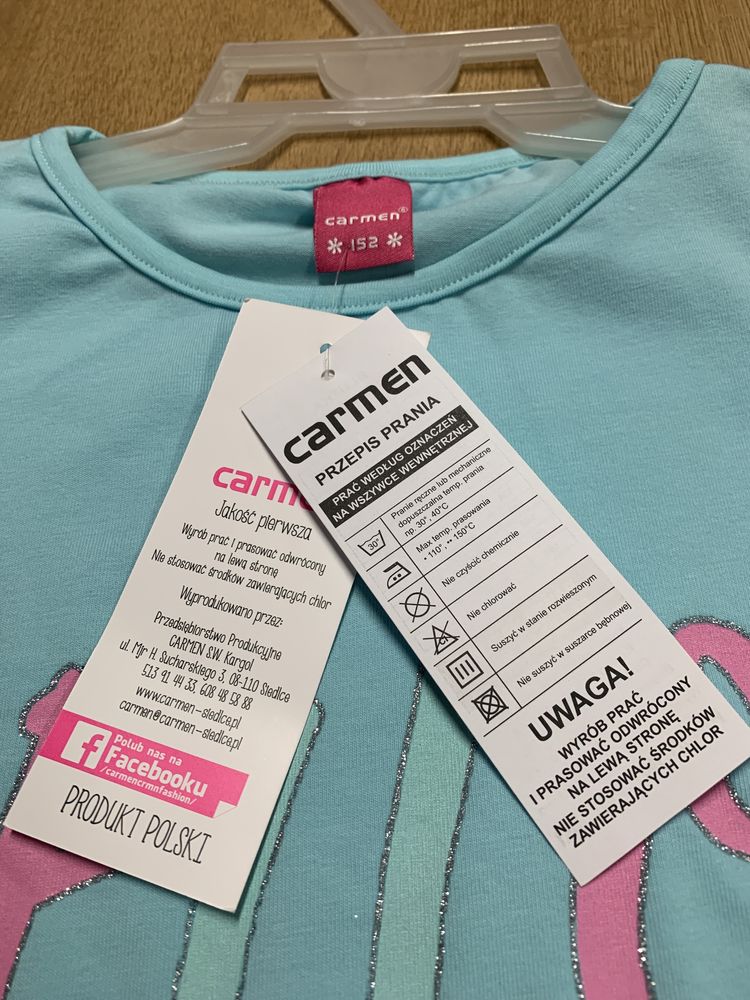 carmen®
* 152 *
carmen
Jakość pierwsza
Wyrób prać i prasować odwrócony
na lewą stronę
Nie stosować środków zawierających chlor
Wyprodukowano przez:
Przedsiębiorstwo Produkcyjne
CARMEN S.W. Kargol
ul. Mjr H. Sucharskiego 3, 08-110 Siedlce
513 91 44 33, 608 48 58 88
www.carmen-siedlce.pl
carmen@carmen-siedlce.pl
f
Polub nas na
Facebooku
/carmencrmnfashion/
PRODUKT POLSKI
carmen
PRZEPIS PRANIA
PRAĆ WEDŁUG OZNACZEŃ
NA WSZYWCE WEWNĘTRZNEJ
30°
Pranie ręczne lub mechaniczne
dopuszczalna temp. prania
np. 30°, 40°C
Max temp. prasowania
• 110°, •• 150°C
Nie czyścić chemicznie
Nie chlorować
Suszyć w stanie rozwieszonym
Nie suszyć w suszarce bębnowej
UWAGA!
WYRÓB PRAĆ
I PRASOWAĆ ODWRÓCONY
NA LEWĄ STRONĘ
NIE STOSOWAĆ ŚRODKÓW
ZAWIERAJĄCYCH CHLOR